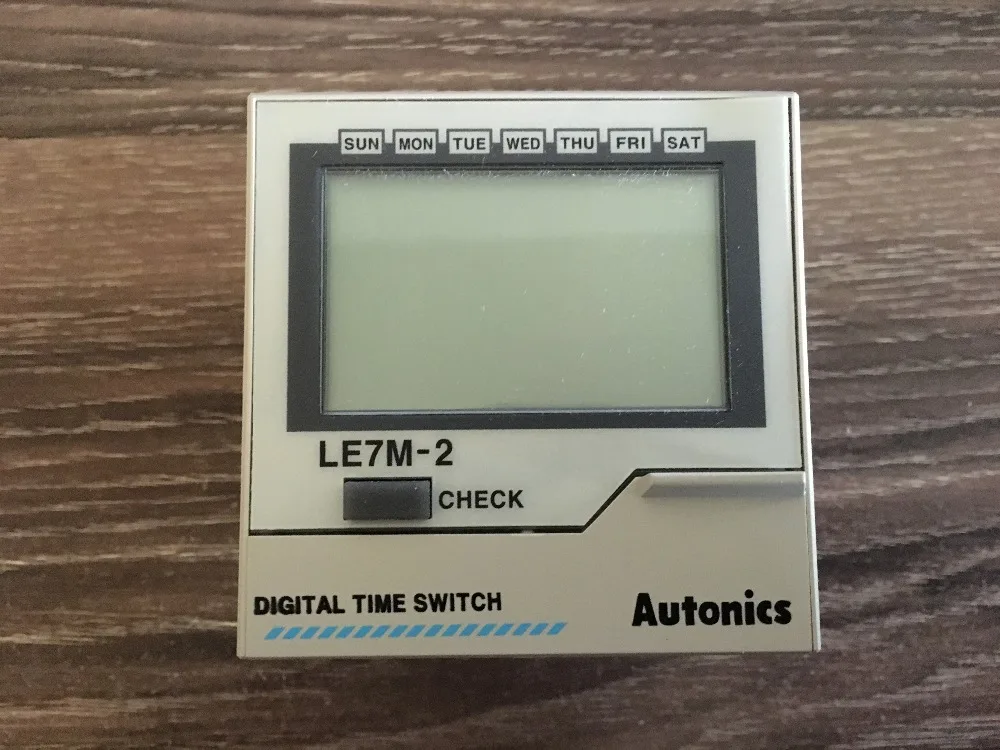 SUN MON TUE WED THU FRI SAT
LE7M-2
CHECK
DIGITAL TIME SWITCH
Autonics